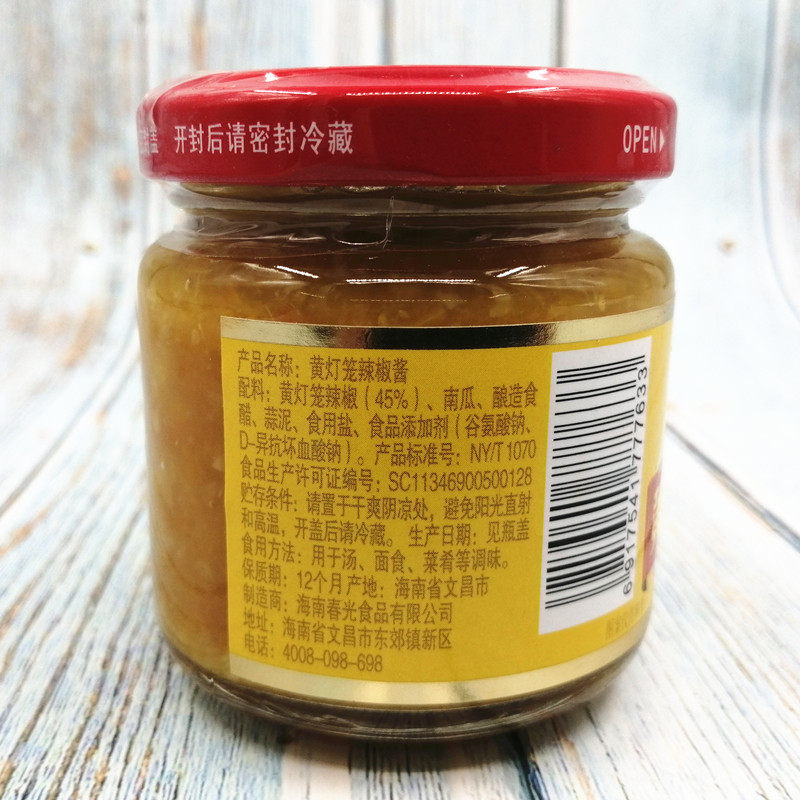 开封后请密封冷藏
OPEN
产品名称：黄灯笼辣椒酱
配料：黄灯笼辣椒（45%）、南瓜、酿造食
醋、蒜泥、食用盐、食品添加剂（谷氨酸钠、
D-异抗坏血酸钠）。产品标准号：NY/T 1070
食品生产许可证编号：SC11346900500128
贮存条件：请置于干爽阴凉处，避免阳光直射
和高温，开盖后请冷藏。 生产日期：见瓶盖
食用方法：用于汤、面食、菜肴等调味。
保质期：12个月 产地：海南省文昌市
制造商：海南春光食品有限公司
地址：海南省文昌市东郊镇新区
电话：4008-098-698
6 917541 777633